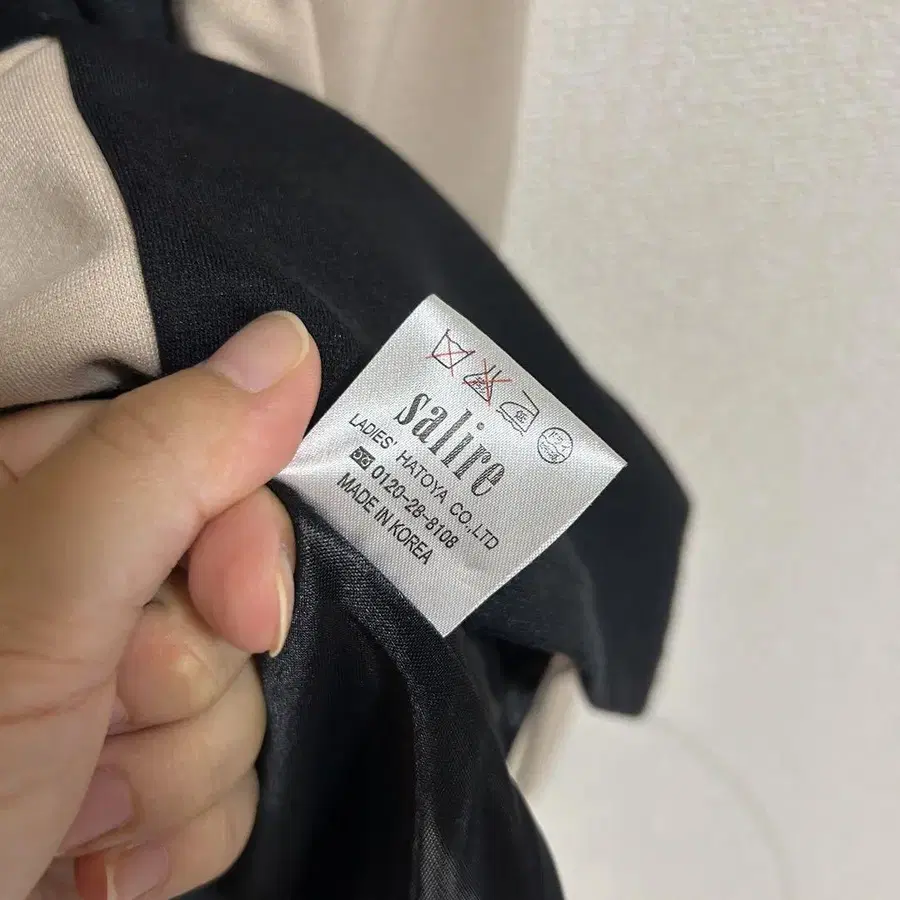 salire
LADIES' HATOYA CO.,LTD
0120-28-8108
MADE IN KOREA